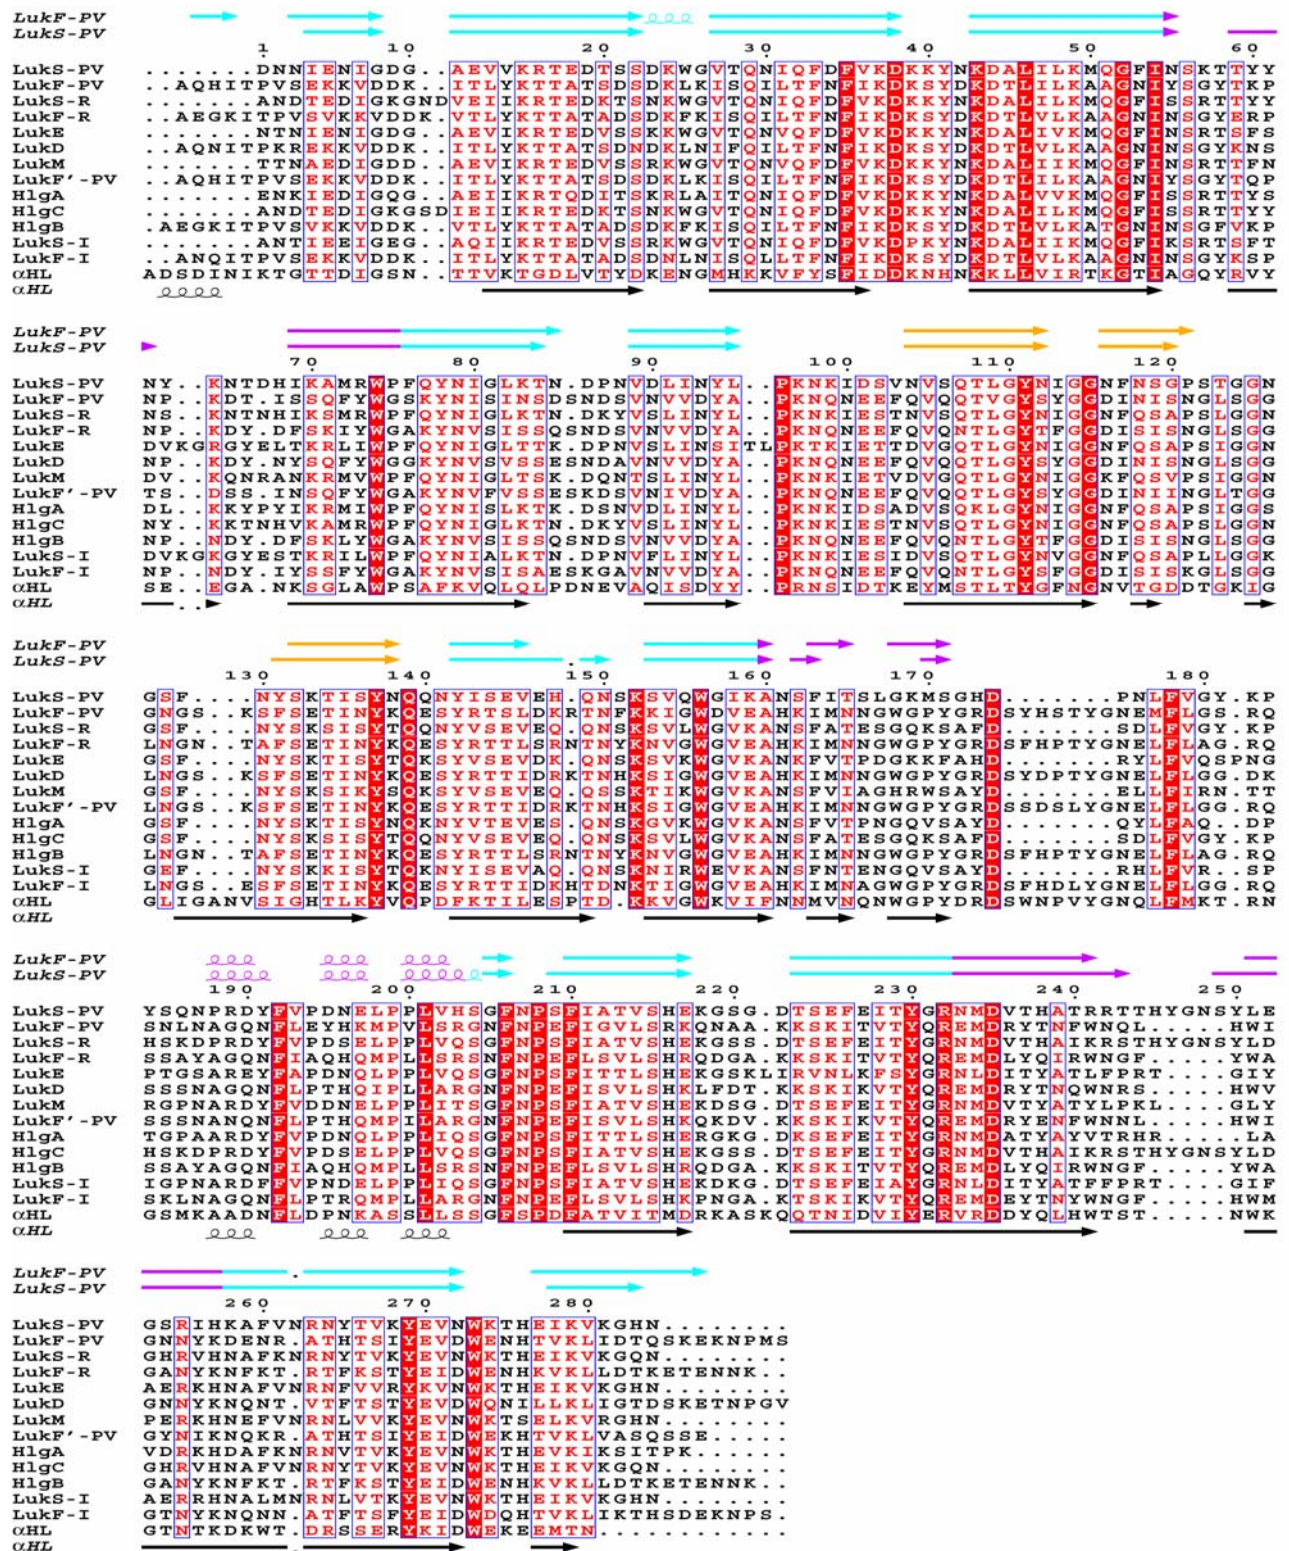 LukF-PV
LukS-PV
1 10 20 30 40 50 60
LukS-PV .......DNNIENIGDG..AEVVKRTEDTSSDKWGVTQNIQFDFVKDKKYNKDALILKMQGFINSKTTYY
LukF-PV ..AQHITPVSEKKVDDK..ITLYKTTATSDSDKLKISQILTFNFIKDKSYDKDTLILKAAGNIYSGYTKP
LukS-R .......ANDTEDIGKGNDVEIIKRTEDKTSNKWGVTQNIQFDFVKDKKYNKDALILKMQGFISSRTTYY
LukF-R ..AEGKITPVSVKKVDDKVTLYKTTATADSDKFKISQILTFNFIKDKSYDKDTLVLKAAGNINSGYERP
LukE .......NTNIENIGDG..AEVIKRTEDVSSKKWGVTQNVQFDFVKDKKYNKDALIVKMQGFINSRTSFS
LukD ..AQNITPKREKKVDDK..ITLYKTTATSDNDKLNIFQILTFNFIKDKSYDKDTLVLKAAGNINSGYKNS
LukM .......TTNAEDIGDD..AEVIKRTEDVSSRKWGVTQNVQFDFVKDPKYNKDALIIKMQGFINSRTTFN
LukF'-PV ..AQHITPVSEKKVDDK..ITLYKTTATSDSDKLKISQILTFNFIKDKSYDKDTLILKAAGNIYSGYTQP
HlgA .......ENKIEDIGQG..AEIIKRTQDITSKRLAITQNIQFDFVKDKKYNKDALVVKMQGFISSRTTYS
HlgC .......ANDTEDIGKGSDIEIIKRTEDKTSNKWGVTQNIQFDFVKDKKYNKDALILKMQGFISSRTTYY
HlgB .AEGKITPVSVKKVDDK..VTLYKTTATADSDKFKISQILTFNFIKDKSYDKDTLVLKAAGNINSGFVKP
LukS-I .......ANTIEEIGEG..AQIIKRTEDVSSRKWGVTQNIQFDFVKDPKYNKDALIIKMQGFIKSRTSFT
LukF-I ..ANQITPVSEKKVDDK..ITLYKTTATADSDNLNISQLLTFNFIKDKSYDKDTLVLKAAGNINSGYKSP
αHL ADSDINIKTGTTDIGSN..TTVKTGDLVTYDKENGMHKKVFYSFIDDKNHNKKLLVIRTKGTIAGQYRVY
αHL
LukF-PV
LukS-PV
70 80 90 100 110 120
LukS-PV NY..KNTDHIKAMRWPFQYNIGLKTN.DPNVDLINYL..PKNKIDSVNVSQTLGYNIGGNFNSGPSTGGN
LukF-PV NP..KDT.ISSQFYWGSKYNISINSDSNDSVNVVDYA..PKNQNEEFQVQQTVGYSYGGDINISNGLSGG
LukS-R NS..KNTNHIKSMRWPFQYNIGLKTN.DKYVSLINYL..PKNKIESTNVSQTLGYNIGGNFQSAPSLGGN
LukF-R NP..KDY.DFSKIYWGAKYNVSISSQSNDSVNVVDYA..PKNQNEEFQVQNTLGYTFGGDISISNGLSGG
LukE DVKGRGYELTKRLIWPFQYNIGLTTK.DPNVSLINSITLPKTKIETTDVGQTLGYNIGGNFQSAPSIGGN
LukD NP..KDY.NYSQFYWGGKYNVSVSSESNDAVNVVDYA..PKNQNEEFQVQQTLGYSYGGDINISNGLSGG
LukM DV..KQNRANKRMVWPFQYNIGLTSK.DQNTSLINYL..PKNKIETVDVGQTLGYNIGGKFQSVPSIGGN
LukF'-PV TS..DSS.INSQFYWGAKYNVFVSSESKDSVNIVDYA..PKNQNEEFQVQQTLGYSYGGDINIINGLTGG
HlgA DL..KKYPYIKRMIWPFQYNISLKTK.DSNVDLINYL..PKNKIDSADVSQKLGYNIGGNFQSAPSIGGS
HlgC NY..KKTNHVKAMRWPFQYNIGLKTN.DKYVSLINYL..PKNKIESTNVSQTLGYNIGGNFQSAPSLGGN
HlgB NP..NDY.DFSKLYWGAKYNVSISSQSNDSVNVVDYA..PKNQNEEFQVQNTLGYTFGGDISISNGLSGG
LukS-I DVKGKGYESTKRILWPFQYNIALKTN.DPNVFLINYL..PKNKIESIDVSQTLGYNVGGNFQSAPLLGGK
LukF-I NP..NDY.IYSSFYWGAKYNVSISAESKGAVNVVDYA..PKNQNEEFQVQQTLGYSFGGDISISKGLSGG
αHL SE..EGA.NKSGLAWPSAFKVQLQLPDNEVAQISDYY..PRNSIDTKEYMSTLTYGFNGNVTGDDTGKIG
αHL
LukF-PV
LukS-PV
130 140 150 160 170 180
LukS-PV GSF....NYSKTISYNQQNYISEVEH.QNSKSVQWGIKANSFITSLGKMSGHD.......PNLFVGY.KP
LukF-PV GNGS..KSFSETINYKQESYRTSLDKRTNFKKIGWDVEAHKIMNNGWGPYGRDSYHSTYGNEMFLGS.RQ
LukS-R GSF....NYSKSISYTQQNYVSEVEQ.QNSKSVLWGVKANSFATESGQKSAFD.......SDLFVGY.KP
LukF-R LNGN..TAFSETINYKQESYRTTLSRNTNYKNVGWGVEAHKIMNNGWGPYGRDSFHPTYGNELFLAG.RQ
LukE GSF....NYSKTISYTQKSYVSEVDK.QNSKSVKWGVKANKFVTPDGKKFAHD.......RYLFVQSPNG
LukD LNGS..KSFSETINYKQESYRTTIDRKTNHKSIGWGVEAHKIMNNGWGPYGRDSYDPTYGNELFLGG.DK
LukM GSF....NYSKSIKYSQKSYVSEVEQ.QSSKTIKWGVKANSFVIAGHRWSAYD.......ELLFIRN.TT
LukF'-PV LNGS..KSFSETINYKQESYRTTIDRKTNHKSIGWGVEAHKIMNNGWGPYGRDSSDSLYGNELFLGG.RQ
HlgA GSF....NYSKTISYNQKNYVTEVES.QNSKGVKWGVKANSFVTPNGQVSAYD.......QYLFAQ..DP
HlgC GSF....NYSKSISYTQQNYVSEVEQ.QNSKSVLWGVKANSFATESGQKSAFD.......SDLFVGY.KP
HlgB LNGN..TAFSETINYKQESYRTTLSRNTNYKNVGWGVEAHKIMNNGWGPYGRDSFHPTYGNELFLAG.RQ
LukS-I GEF....NYSKKISYTQKNYISEVAQ.QNSKNIRWEVKANSFNTENGQVSAYD.......RHLFVR..SP
LukF-I LNGS..ESFSETINYKQESYRTTIDKHTDNKTIGWGVEAHKIMNAGWGPYGRDSWFHDLYGNELFLGG.RQ
αHL GLIGANVSIGHTLKYVQPDFKTILESPTD.KKVGWKVIFNNMVNQNWGPYDRDSWNPVYGNQLFMKT.RN
αHL
LukF-PV
LukS-PV
190 200 210 220 230 240 250
LukS-PV YSQNPRDYFVPDNELPPLVHSGFNPSFIATVSHEKGSG.DTSEFEITYGRNMDVTHATRRTTHYGNSYLE
LukF-PV SNLNAGQNFLEYHKMPVLSRGNFNPEFIGVLSRKQNAA.KKSKITVTYQREMDRYTNFWNQL.....HWI
LukS-R HSKDPRDYFVPDSELPPLVQSGFNPSFIATVSHEKGSS.DTSEFEITYGRNMDVTHAIKRSTHYGNSYLD
LukF-R SSAYAGQNFIAQHQMPLLSRSNFNPEFLSVLSHRQDGA.KKSKITVTYQREMDLYQIRWNGF.....YWA
LukE PTGSAREYFAPDNQLPPLVQSGFNPSFITTLSHEKGSKLIRVNLKFSYGRNLDITYATLFPRT....GIY
LukD SSSNAGQNFLPTHQIPLLARGNFNPEFISVLSHKLFDT.KKSKIKVTYQREMDRYTNQWNRS.....HWV
LukM RGPNARDYFVDDNELPPLITSGFNPSFIATVSHEKDSG.DTSEFEITYGRNMDVTYATYLPKL....GLY
LukF'-PV SSSNANQNFLPTHQMPILARGNFNPEFISVLSHKQKDV.KKSKIKVTYQREMDRYENFWNNL.....HWI
HlgA TGPAARDYFVPDNQLPPLIQSGFNPSFITTLSHERGKG.DKSEFEITYGRNMDATYAYVTRHR.....LA
HlgC HSKDPRDYFVPDSELPPLVQSGFNPSFIATVSHEKGSS.DTSEFEITYGRNMDVTHAIKRSTHYGNSYLD
HlgB SSAYAGQNFIAQHQMPLLSRSNFNPEFLSVLSHRQDGA.KKSKITVTYQREMDLYQIRWNGF.....YWA
LukS-I IGPNARDFFVPNDELPPLIQSGFNPSFIATVSHEKGSS.DTSEFEIAYGRNLDITYATFFPRT....GIF
LukF-I SKLNAGQNFLPTRQMPLLARGNFNPEFLSVLSHKPNGA.KTSKIKVTYQREMDEYTNYWNGF.....HWM
αHL GSMKAADNFLDPNKASSLLSSGFSPDFATVITMDRKASKQQTNIDVIYERVRDDYQLHWTST.....NWK
αHL
LukF-PV
LukS-PV
260 270 280
LukS-PV GSRIHKAFVNRNYTVKYEVNWKTHEIKVKGHN.......
LukF-PV GNNYKDENR.ATHTSIYEVDWENHTVKLIDTQSKEKNPMS
LukS-R GHRVHNAFKNRNYTVKYEVNWKTHEIKVKGQN.......
LukF-R GANYKNFKT.RTFKSTYEIDWENHKVKLLDTKETENNK..
LukE AERKHNAFVNRNFVVRYKVNWKTHEIKVKGHN.......
LukD GNNYKNQNT.VTFTSTYEVDWQNILLKLIGTDSKETNPGV
LukM PERKHNEFVNRNLVVKYEVNWKTSELKVRGHN.......
LukF'-PV GYNIKNQKR.ATHTSIYEIDWEKHTVKLVASQSSE....
HlgA VDRKHDAFKNRNVTVKYEVNWKTHEVKIKSITPK.....
HlgC GHRVHNAFVNRNYTVKYEVNWKTHEIKVKGQN.......
HlgB GANYKNFKT.RTFKSTYEIDWENHKVKLLDTKETENNK..
LukS-I AERRHNALMNRNLVTKYEVNWKTHEIKVKGHN.......
LukF-I GTNYKNQNN.ATFTSFYEIDWDQHTVKLIKTHSDEKNPS.
αHL GTNTKDKWT.DRSSERYKIDWEKEEMTN...........
αHL